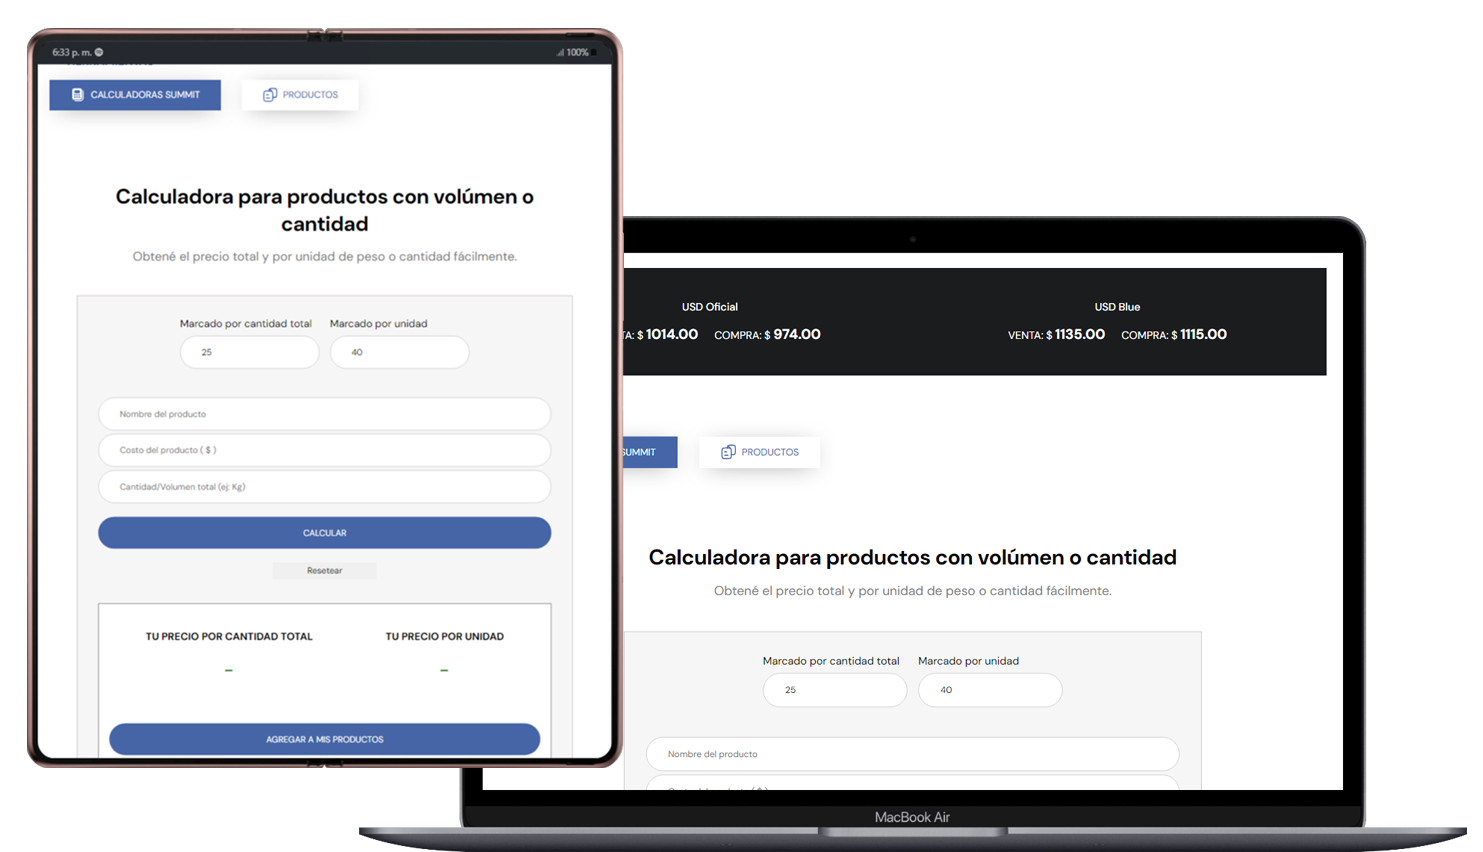 6:33 p. m.
100%
CALCULADORAS SUMMIT
PRODUCTOS
Calculadora para productos con volúmen o
cantidad
Obtené el precio total y por unidad de peso o cantidad fácilmente.
Marcado por cantidad total
Marcado por unidad
25
40
Nombre del producto
Costo del producto ( $ )
Cantidad/Volumen total (ej: Kg)
CALCULAR
Resetear
TU PRECIO POR CANTIDAD TOTAL
TU PRECIO POR UNIDAD
–
–
AGREGAR A MIS PRODUCTOS
USD Oficial
TA: $ 1014.00 COMPRA: $ 974.00
USD Blue
VENTA: $ 1135.00 COMPRA: $ 1115.00
SUMMIT
PRODUCTOS
Calculadora para productos con volúmen o cantidad
Obtené el precio total y por unidad de peso o cantidad fácilmente.
Marcado por cantidad total
Marcado por unidad
25
40
Nombre del producto
MacBook Air